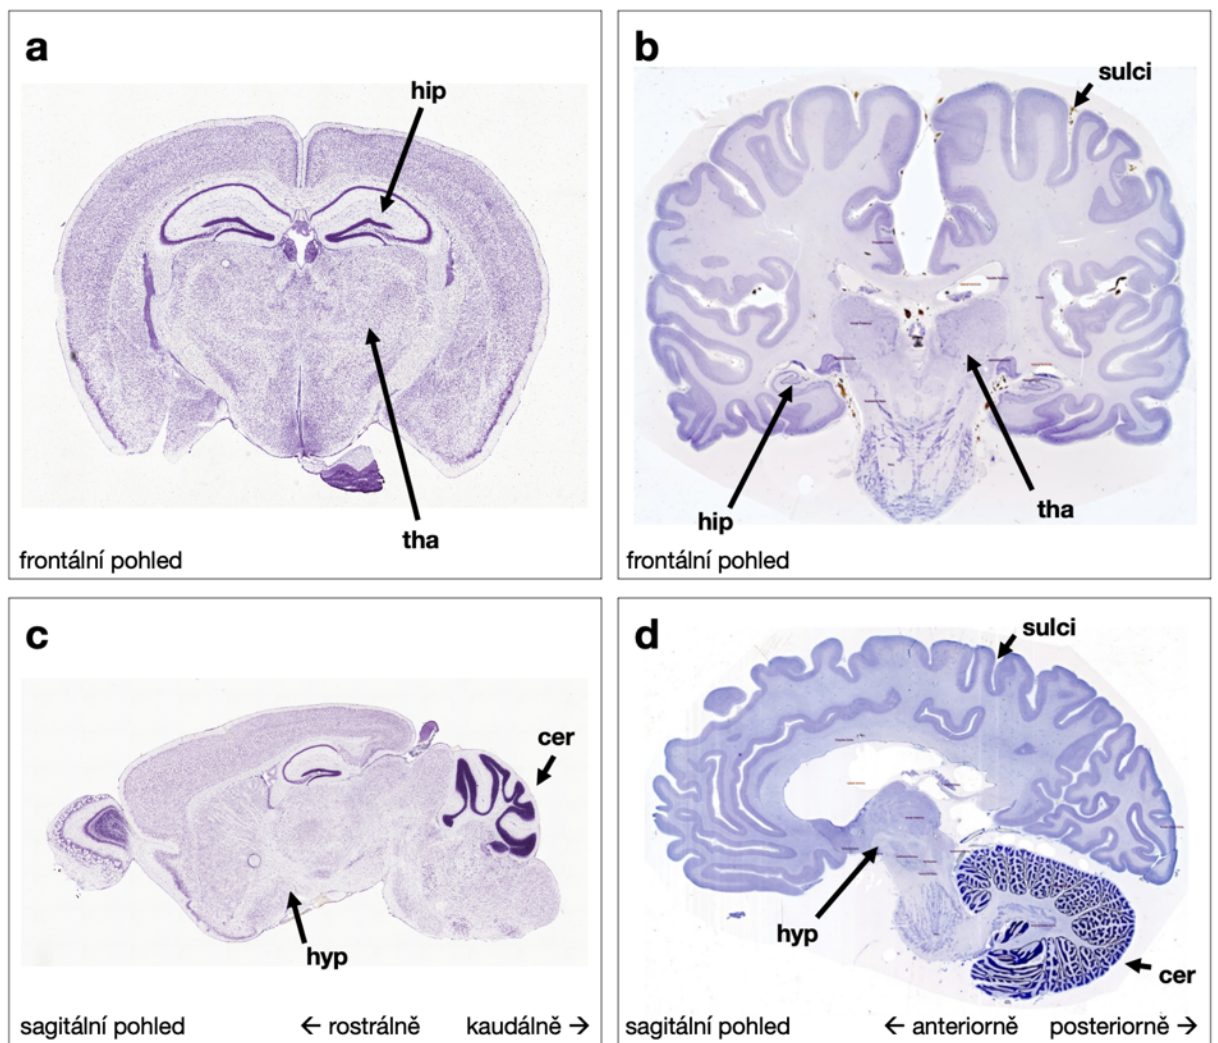 a
hip
tha
frontální pohled
b
sulci
hip
tha
frontální pohled
c
cer
hyp
sagitální pohled
← rostrálně kaudálně →
d
sulci
hyp
cer
sagitální pohled
← anteriorně posteriorně →